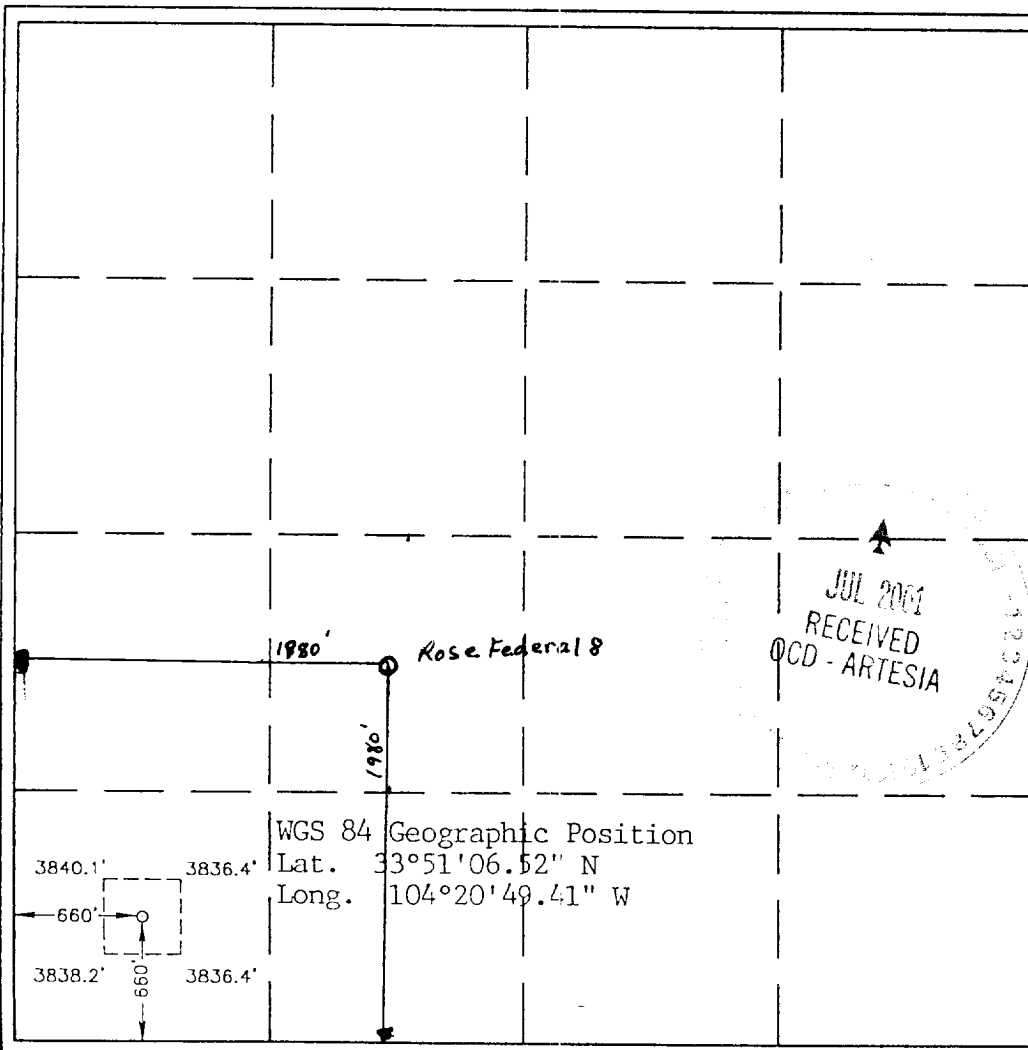 JUL 2001
RECEIVED
OCD - ARTESIA
1980'
Rose Federal 8
1980'
WGS 84 Geographic Position
Lat. 33°51'06.52" N
Long. 104°20'49.41" W
3840.1' 3836.4'
660'
3838.2' 660' 3836.4'